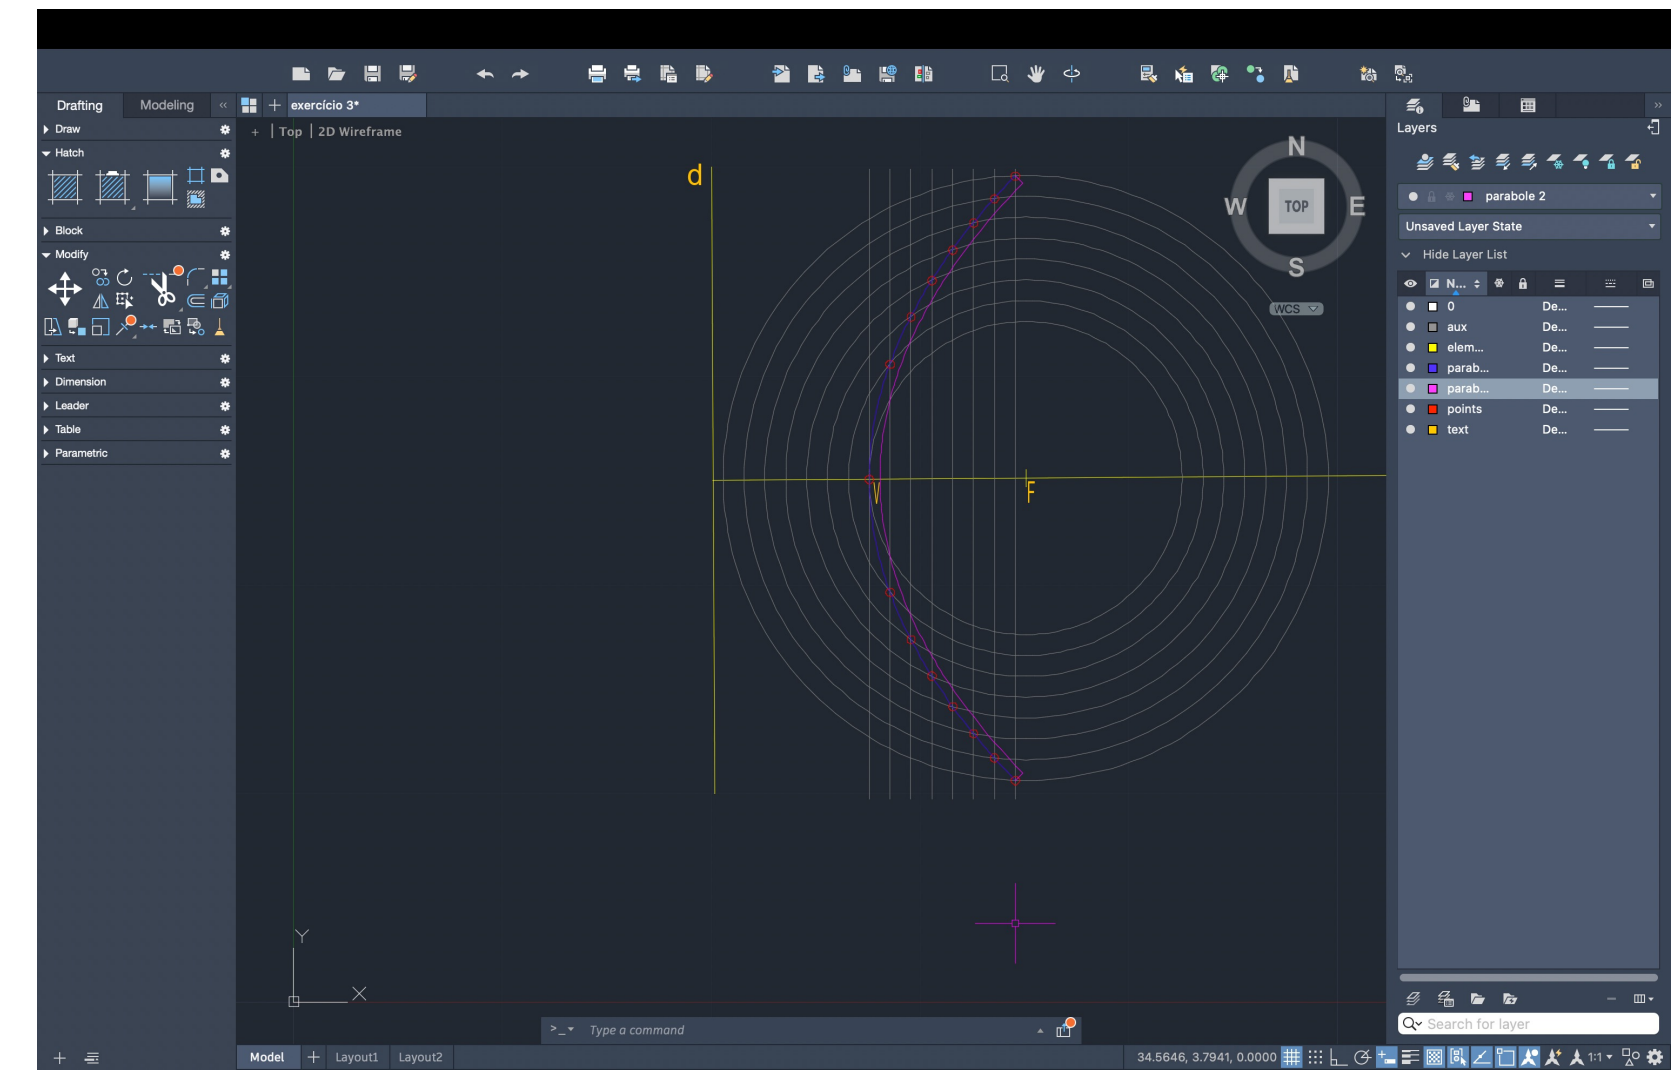 Drafting Modeling
exercício 3*
Draw
Hatch
Block
Modify
Text
Dimension
Leader
Table
Parametric
+ | Top | 2D Wireframe
d
V
F
N
W TOP E
S
WCS
Y
X
>_ Type a command
Model + Layout1 Layout2
34.5646, 3.7941, 0.0000
1:1
Layers
parabole 2
Unsaved Layer State
Hide Layer List
N...
0 De...
aux De...
elem... De...
parab... De...
parab... De...
points De...
text De...
Search for layer